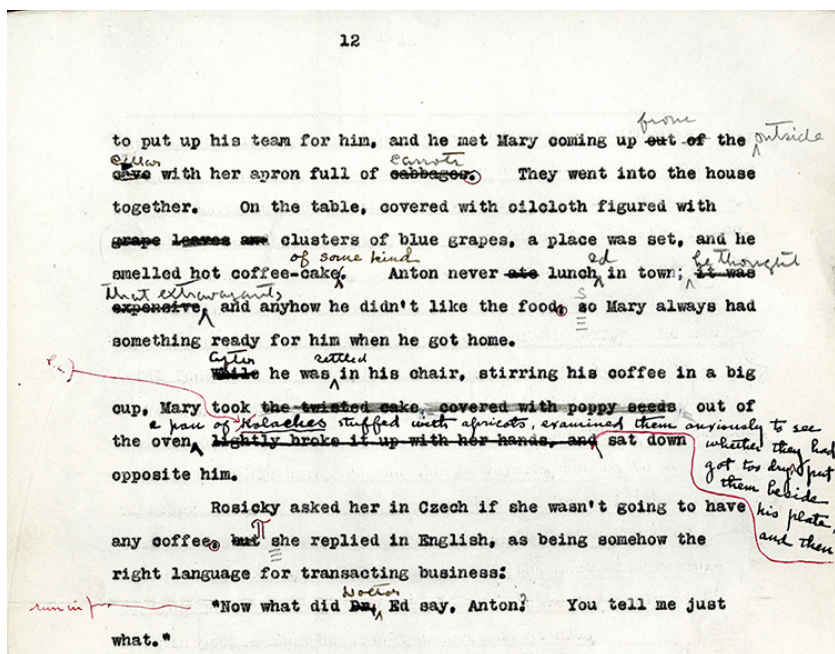 12
from
to put up his team for him, and he met Mary coming up out of the outside
cellar carrots
cave with her apron full of cabbages. They went into the house
together. On the table, covered with oilcloth figured with
grape leaves and clusters of blue grapes, a place was set, and he
of some kind ed he thought
smelled hot coffee-cake. Anton never ate lunch in town; it was
that extravagant, s
expensive, and anyhow he didn't like the food, so Mary always had
something ready for him when he got home.
After settled
While he was in his chair, stirring his coffee in a big
cup, Mary took the twisted cake, covered with poppy seeds out of
a pan of Kolaches stuffed with apricots, examined them anxiously to see
the oven, lightly broke it up with her hands, and sat down whether they had
got too dry, put
opposite him. them beside
his plate,
Rosicky asked her in Czech if she wasn't going to have
and then
any coffee. but she replied in English, as being somehow the
right language for transacting business:
Doctor
run in "Now what did Dr. Ed say, Anton? You tell me just
what."